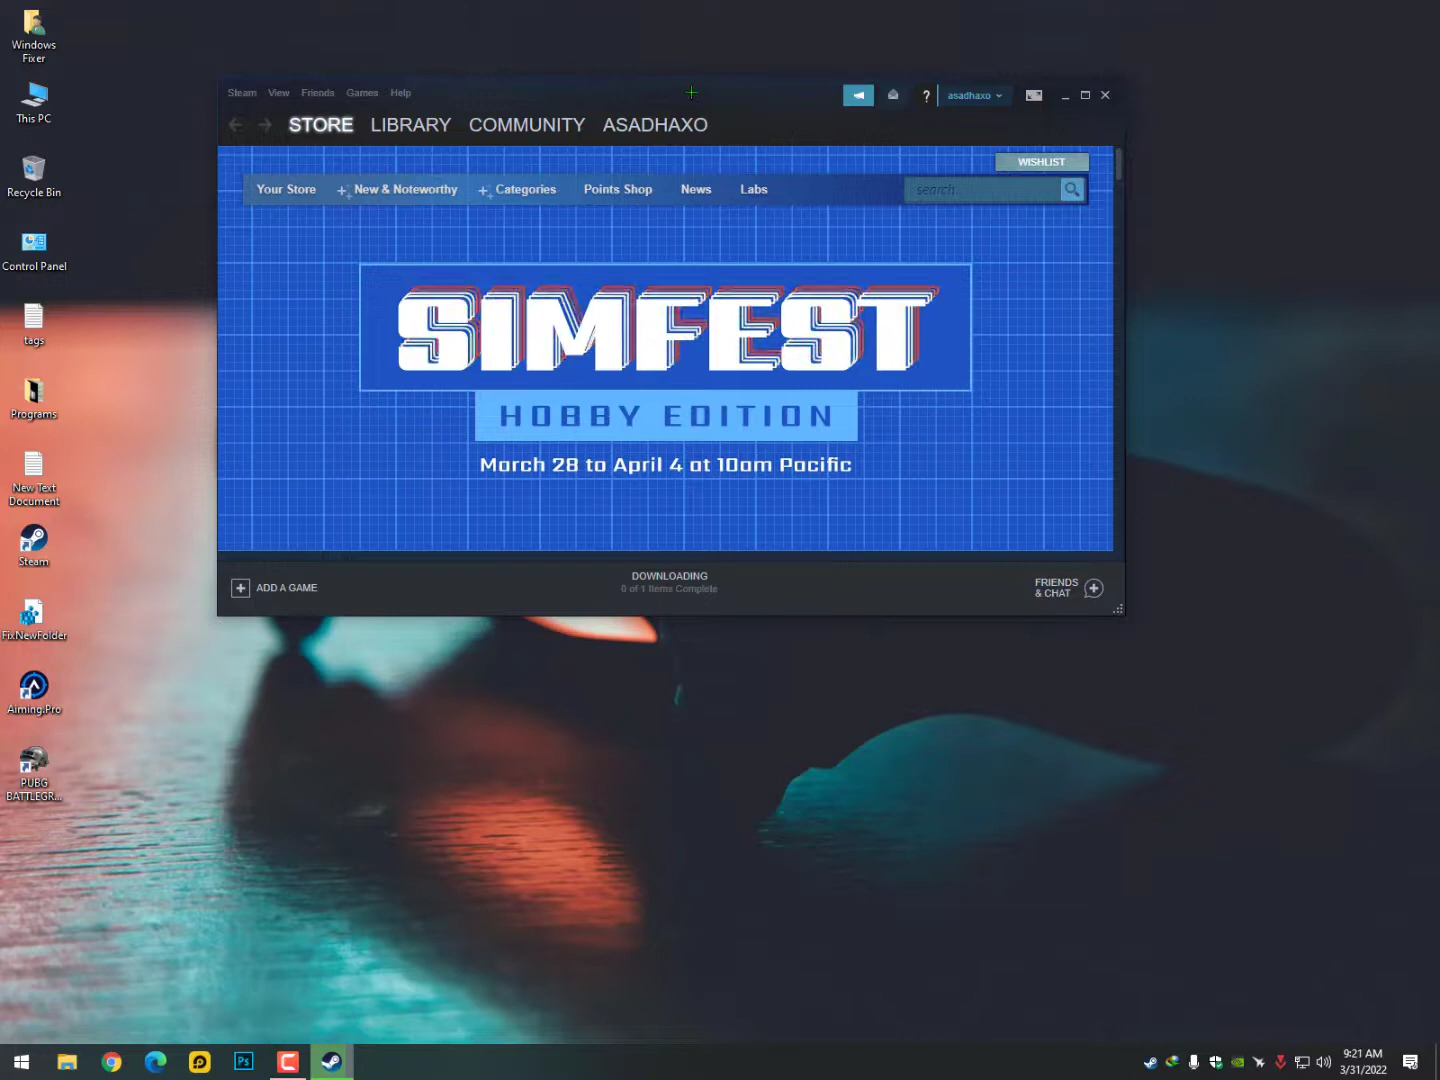 Windows
Fixer
This PC
Recycle Bin
Control Panel
tags
Programs
New Text
Document
Steam
FixNewFolder
Aiming.Pro
PUBG
BATTLEGR...
Steam View Friends Games Help
? asadhaxo
STORE LIBRARY COMMUNITY ASADHAXO
WISHLIST
Your Store New & Noteworthy Categories Points Shop News Labs search
SIMFEST
HOBBY EDITION
March 28 to April 4 at 10am Pacific
+ ADD A GAME
DOWNLOADING
0 of 1 Items Complete
FRIENDS
& CHAT
Ps
9:21 AM
3/31/2022